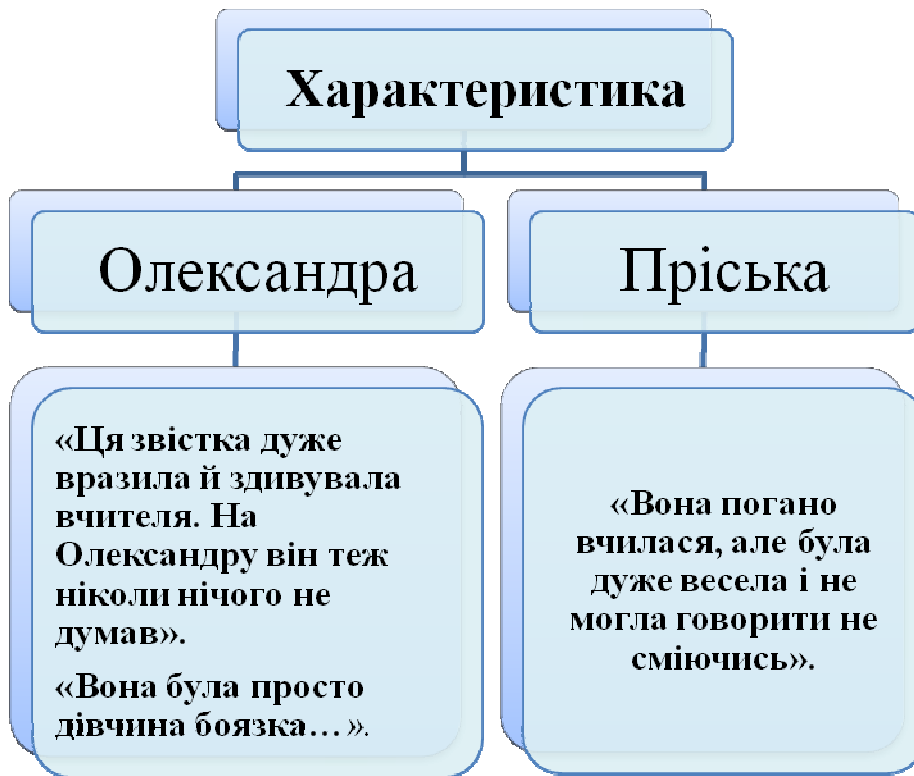 Характеристика
Олександра
Пріська
«Ця звістка дуже
вразила й здивувала
вчителя. На
Олександру він теж
ніколи нічого не
думав».
«Вона була просто
дівчина боязка…».
«Вона погано
вчилася, але була
дуже весела і не
могла говорити не
сміючись».